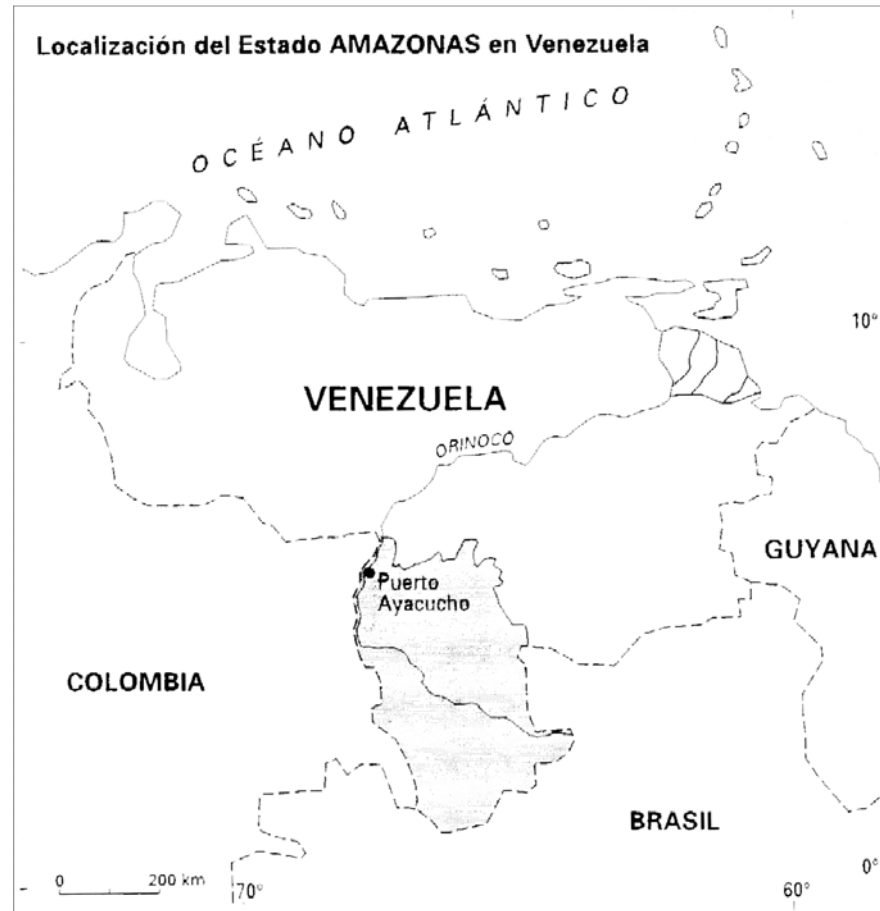 Localización del Estado AMAZONAS en Venezuela
OCÉANO ATLÁNTICO
10°
VENEZUELA
ORINOCO
GUYANA
Puerto
Ayacucho
COLOMBIA
BRASIL
0°
0 200 km
70°
60°